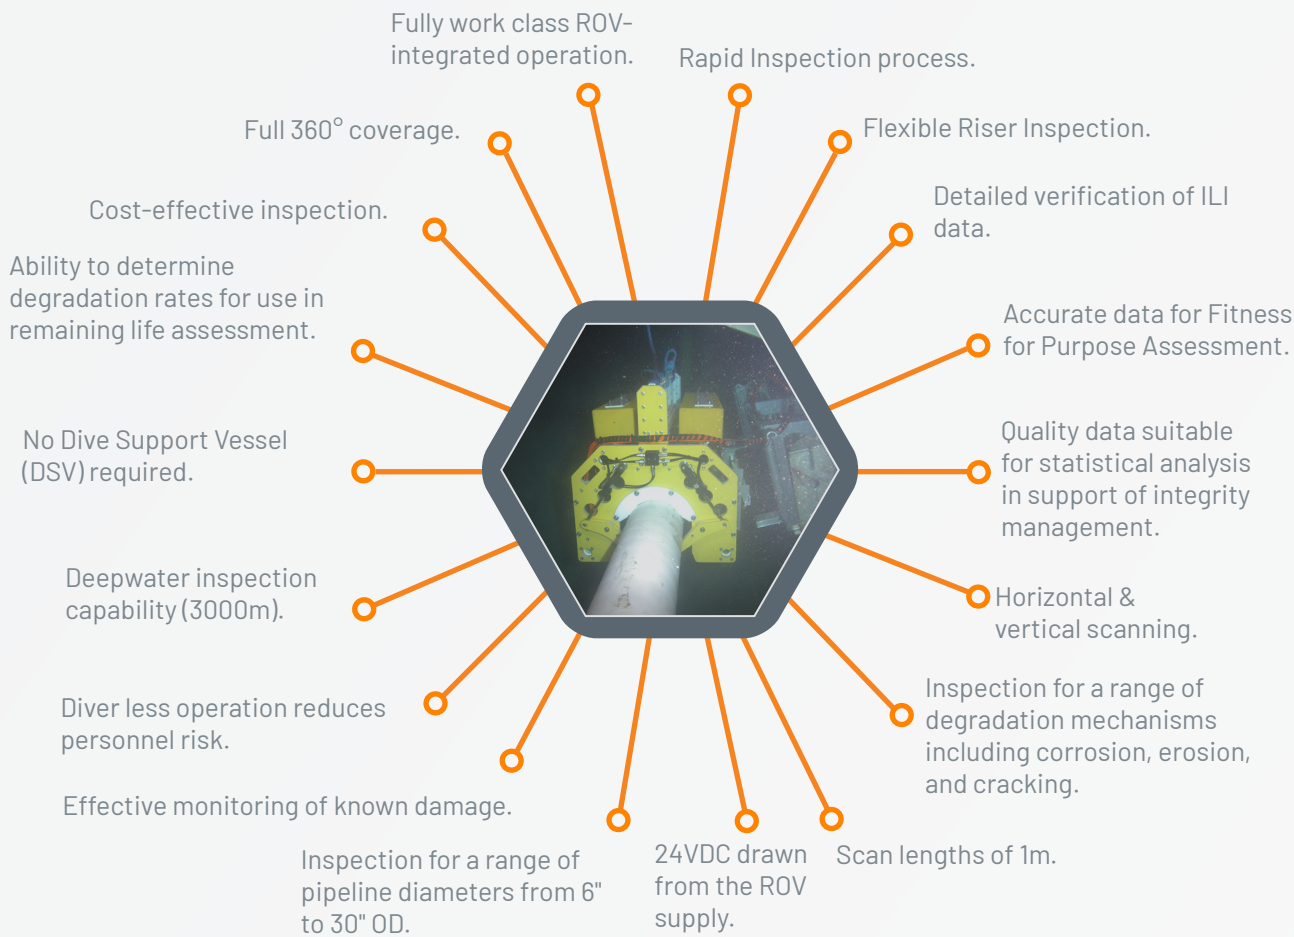 Fully work class ROV-
integrated operation.
Rapid Inspection process.
Full 360° coverage.
Flexible Riser Inspection.
Cost-effective inspection.
Detailed verification of ILI
data.
Ability to determine
degradation rates for use in
remaining life assessment.
Accurate data for Fitness
for Purpose Assessment.
No Dive Support Vessel
(DSV) required.
Quality data suitable
for statistical analysis
in support of integrity
management.
Deepwater inspection
capability (3000m).
Horizontal &
vertical scanning.
Diver less operation reduces
personnel risk.
Inspection for a range of
degradation mechanisms
including corrosion, erosion,
and cracking.
Effective monitoring of known damage.
Inspection for a range of
pipeline diameters from 6"
to 30" OD.
24VDC drawn
from the ROV
supply.
Scan lengths of 1m.